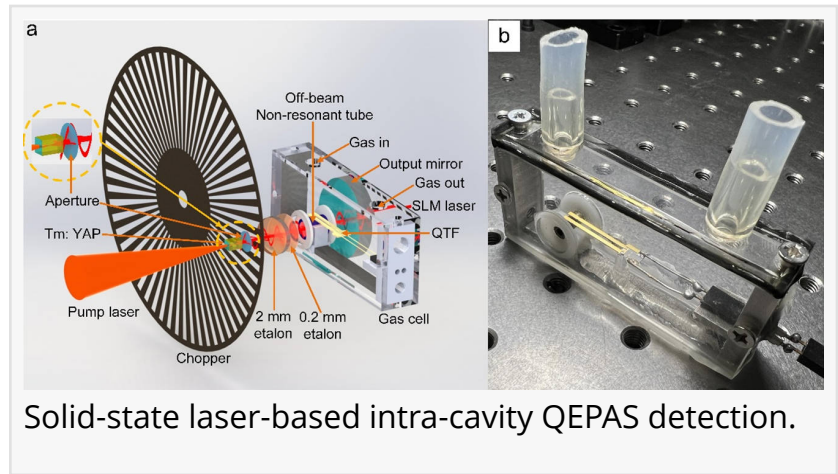 a
Off-beam
Non-resonant tube
Gas in
Output mirror
Gas out
SLM laser
QTF
Aperture
Tm: YAP
Pump laser
2 mm
etalon
0.2 mm
etalon
Gas cell
Chopper
b
Solid-state laser-based intra-cavity QEPAS detection.